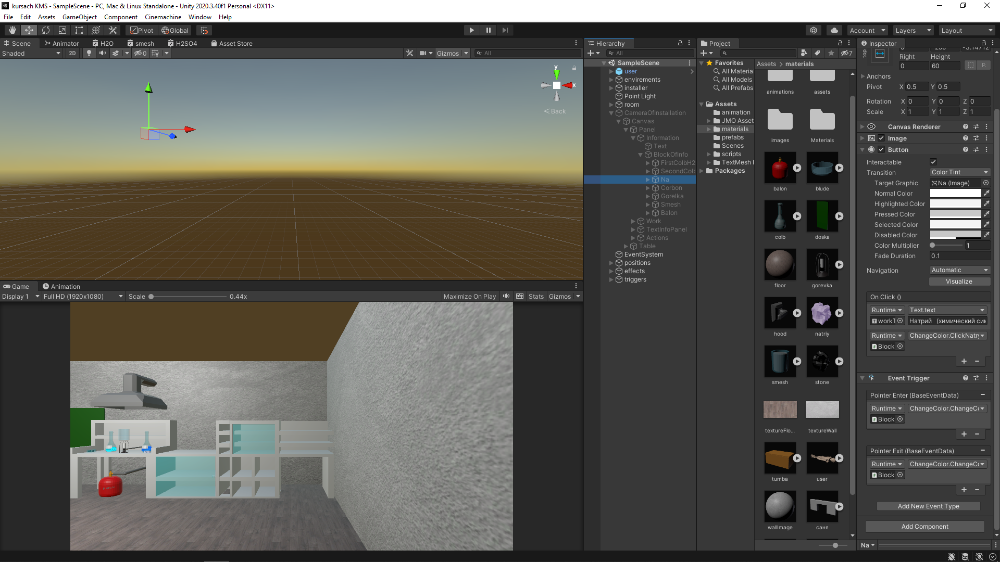 kursach KMS - SampleScene - PC, Mac & Linux Standalone - Unity 2020.3.40f1 Personal <DX11>
File Edit Assets GameObject Component Cinemachine Window Help
Pivot Global Account Layers Layout
Scene Animator H2O smesh H2SO4 Asset Store
Shaded 2D 0 Gizmos All
y
x
Back
Game Animation
Display 1 Full HD (1920x1080) Scale 0.44x Maximize On Play Stats Gizmos
Hierarchy
All
SampleScene
user
envirements
installer
Point Light
room
CameraOfInstallation
Canvas
Panel
Information
Text
BlockOfInfo
FirstColbH2
SecondColb
Na
Corbon
Gorelka
Smesh
Balon
Work
TextInfoPanel
Actions
Table
EventSystem
positions
effects
triggers
Project
7
Favorites
All Materia
All Models
All Prefabs
Assets
animation
JMO Asset
materials
prefabs
Scenes
scripts
TextMesh
Packages
Assets > materials
animations assets
images Materials
balon blude
colb doska
floor gorevka
hood natriy
smesh stone
textureFlo... textureWall
tumba user
wallImage саня
Inspector
top
Right Height
0 60 R
Anchors
Pivot X 0.5 Y 0.5
Rotation X 0 Y 0 Z 0
Scale X 1 Y 1 Z 1
Canvas Renderer
Image
Button
Interactable
Transition Color Tint
Target Graphic Na (Image)
Normal Color
Highlighted Color
Pressed Color
Selected Color
Disabled Color
Color Multiplier 1
Fade Duration 0.1
Navigation Automatic
Visualize
On Click ()
Runtime Text.text
work Натрий (химический сим
Runtime ChangeColor.ClickNatry
Block
+ −
Event Trigger
Pointer Enter (BaseEventData) −
Runtime ChangeColor.ChangeCo
Block
+ −
Pointer Exit (BaseEventData) −
Runtime ChangeColor.ChangeCo
Block
+ −
Add New Event Type
Add Component
Na